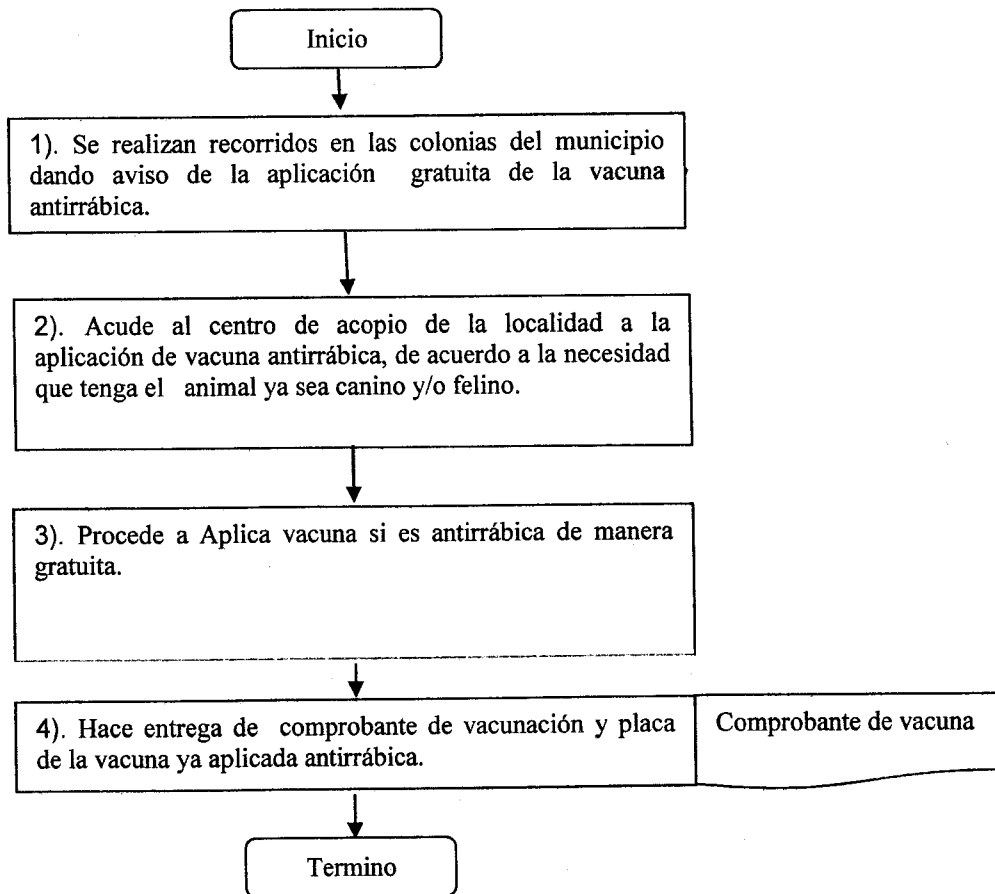 Inicio
1). Se realizan recorridos en las colonias del municipio
dando aviso de la aplicación gratuita de la vacuna
antirrábica.
2). Acude al centro de acopio de la localidad a la
aplicación de vacuna antirrábica, de acuerdo a la necesidad
que tenga el animal ya sea canino y/o felino.
3). Procede a Aplica vacuna si es antirrábica de manera
gratuita.
4). Hace entrega de comprobante de vacunación y placa
de la vacuna ya aplicada antirrábica.
Comprobante de vacuna
Termino